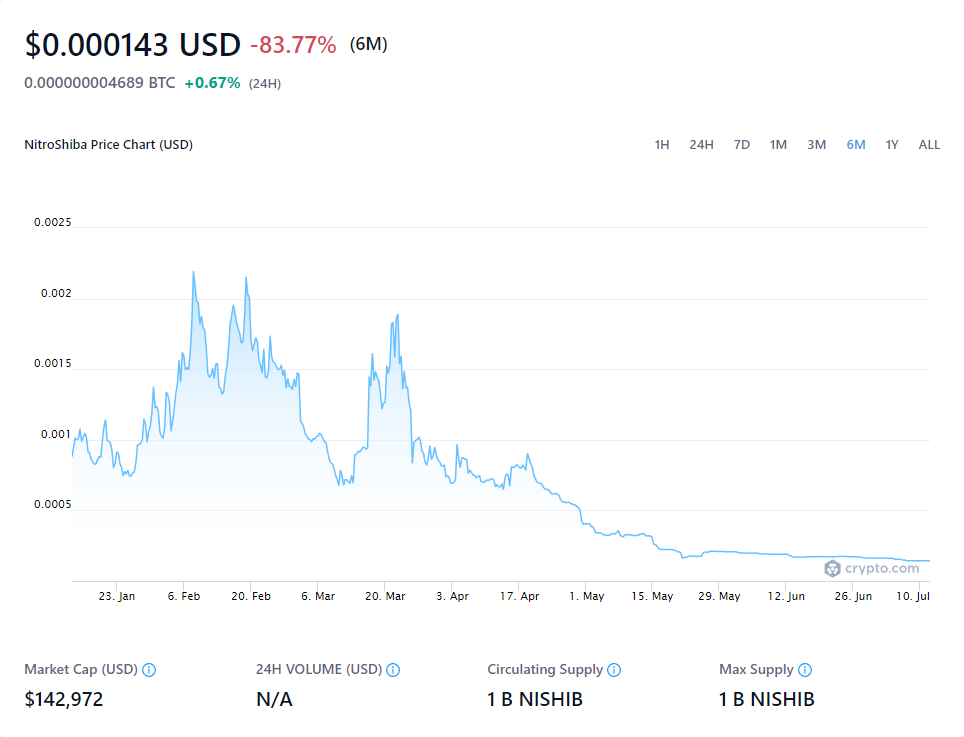 $0.000143 USD -83.77% (6M)
0.000000004689 BTC +0.67% (24H)
NitroShiba Price Chart (USD) 1H 24H 7D 1M 3M 6M 1Y ALL
0.0025
0.002
0.0015
0.001
0.0005
crypto.com
23. Jan 6. Feb 20. Feb 6. Mar 20. Mar 3. Apr 17. Apr 1. May 15. May 29. May 12. Jun 26. Jun 10. Jul
Market Cap (USD) 24H VOLUME (USD) Circulating Supply Max Supply
$142,972 N/A 1 B NISHIB 1 B NISHIB